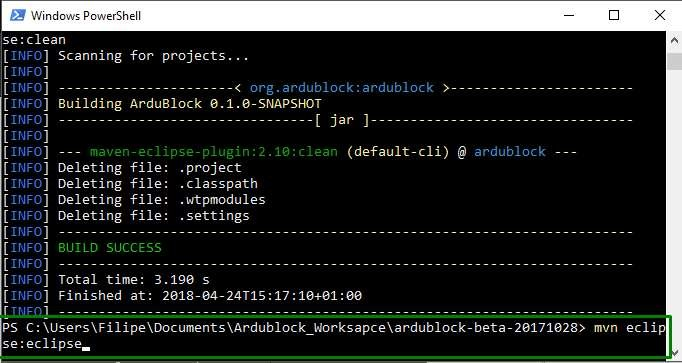 Windows PowerShell
se:clean
[INFO] Scanning for projects...
[INFO]
[INFO] ----------------------< org.ardublock:ardublock >-----------------------
[INFO] Building ArduBlock 0.1.0-SNAPSHOT
[INFO] --------------------------------[ jar ]---------------------------------
[INFO]
[INFO] --- maven-eclipse-plugin:2.10:clean (default-cli) @ ardublock ---
[INFO] Deleting file: .project
[INFO] Deleting file: .classpath
[INFO] Deleting file: .wtpmodules
[INFO] Deleting file: .settings
[INFO] ------------------------------------------------------------------------
[INFO] BUILD SUCCESS
[INFO] ------------------------------------------------------------------------
[INFO] Total time: 3.190 s
[INFO] Finished at: 2018-04-24T15:17:10+01:00
[INFO] ------------------------------------------------------------------------
PS C:\Users\Filipe\Documents\Ardublock_Worksapce\ardublock-beta-20171028> mvn eclip
se:eclipse